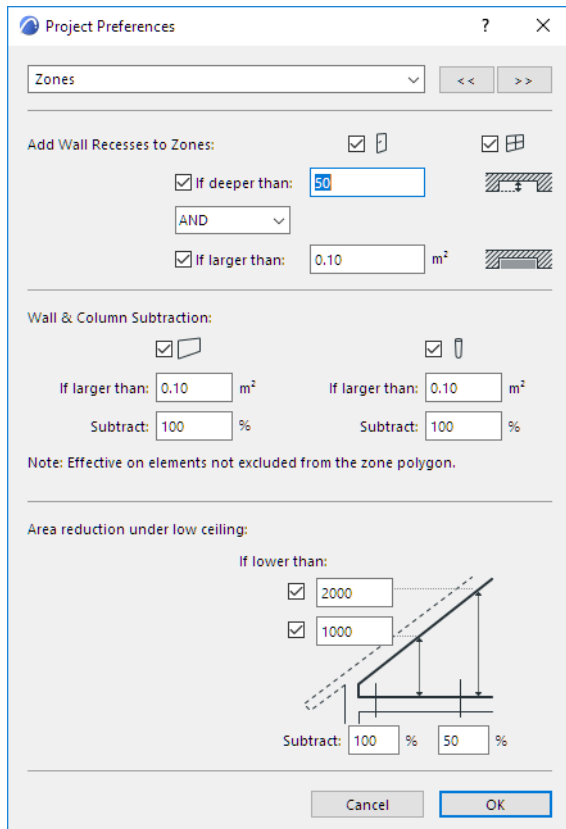 Project Preferences ?
Zones << >>
Add Wall Recesses to Zones:
If deeper than: 50
AND
If larger than: 0.10 m²
Wall & Column Subtraction:
If larger than: 0.10 m² If larger than: 0.10 m²
Subtract: 100 % Subtract: 100 %
Note: Effective on elements not excluded from the zone polygon.
Area reduction under low ceiling:
If lower than:
2000
1000
Subtract: 100 % 50 %
Cancel OK